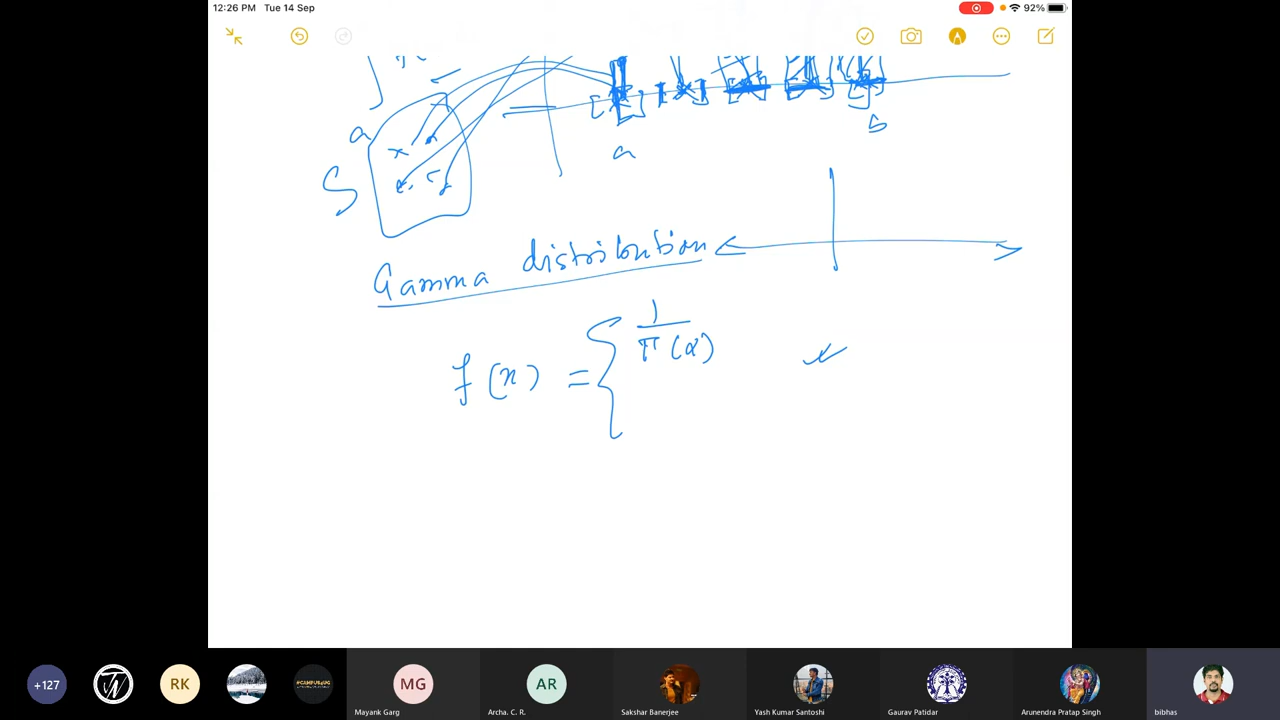 12:26 PM Tue 14 Sep
92%
a
S
a
b
Gamma distribution
f(x) = { 1/π(α)
+127
RK
MG
AR
Mayank Garg
Archa. C. R.
Sakshar Banerjee
Yash Kumar Santoshi
Gaurav Patidar
Arunendra Pratap Singh
bibhas